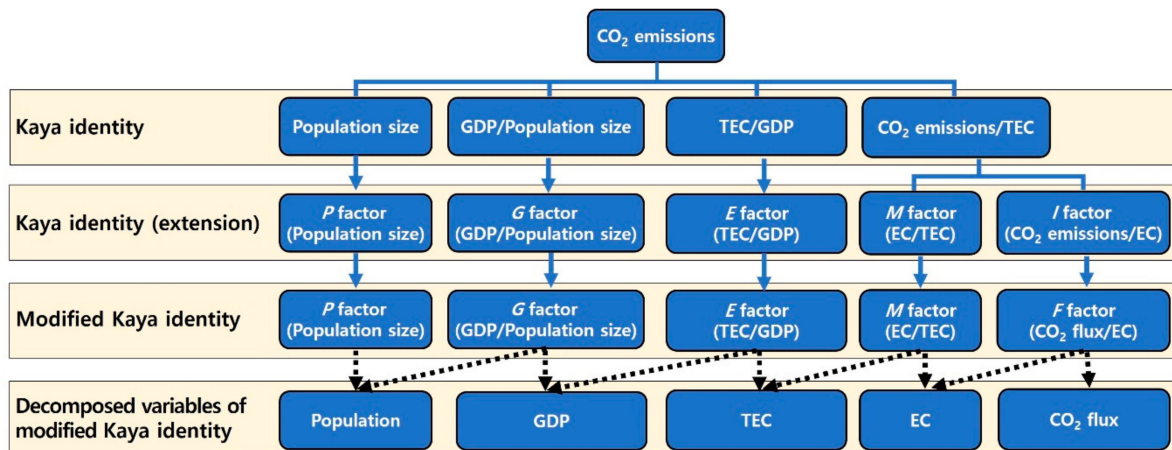 CO₂ emissions
Kaya identity
Population size
GDP/Population size
TEC/GDP
CO₂ emissions/TEC
Kaya identity (extension)
P factor
(Population size)
G factor
(GDP/Population size)
E factor
(TEC/GDP)
M factor
(EC/TEC)
I factor
(CO₂ emissions/EC)
Modified Kaya identity
P factor
(Population size)
G factor
(GDP/Population size)
E factor
(TEC/GDP)
M factor
(EC/TEC)
F factor
(CO₂ flux/EC)
Decomposed variables of
modified Kaya identity
Population
GDP
TEC
EC
CO₂ flux